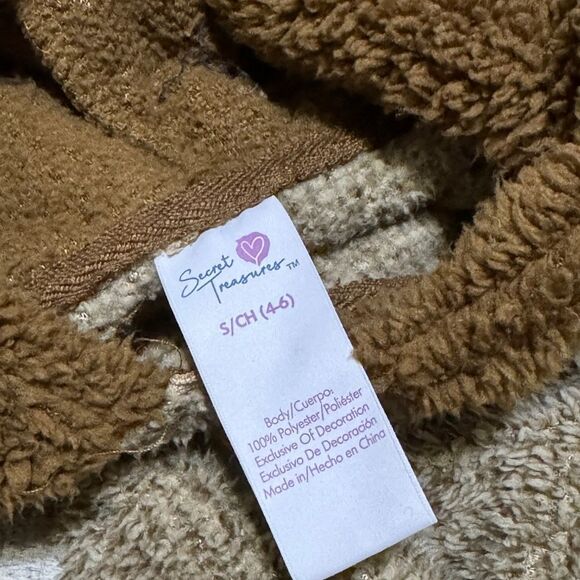 Secret
Treasures™
S/CH (4-6)
Body/Cuerpo:
100% Polyester/Poliéster
Exclusive Of Decoration
Exclusivo De Decoración
Made in/Hecho en China